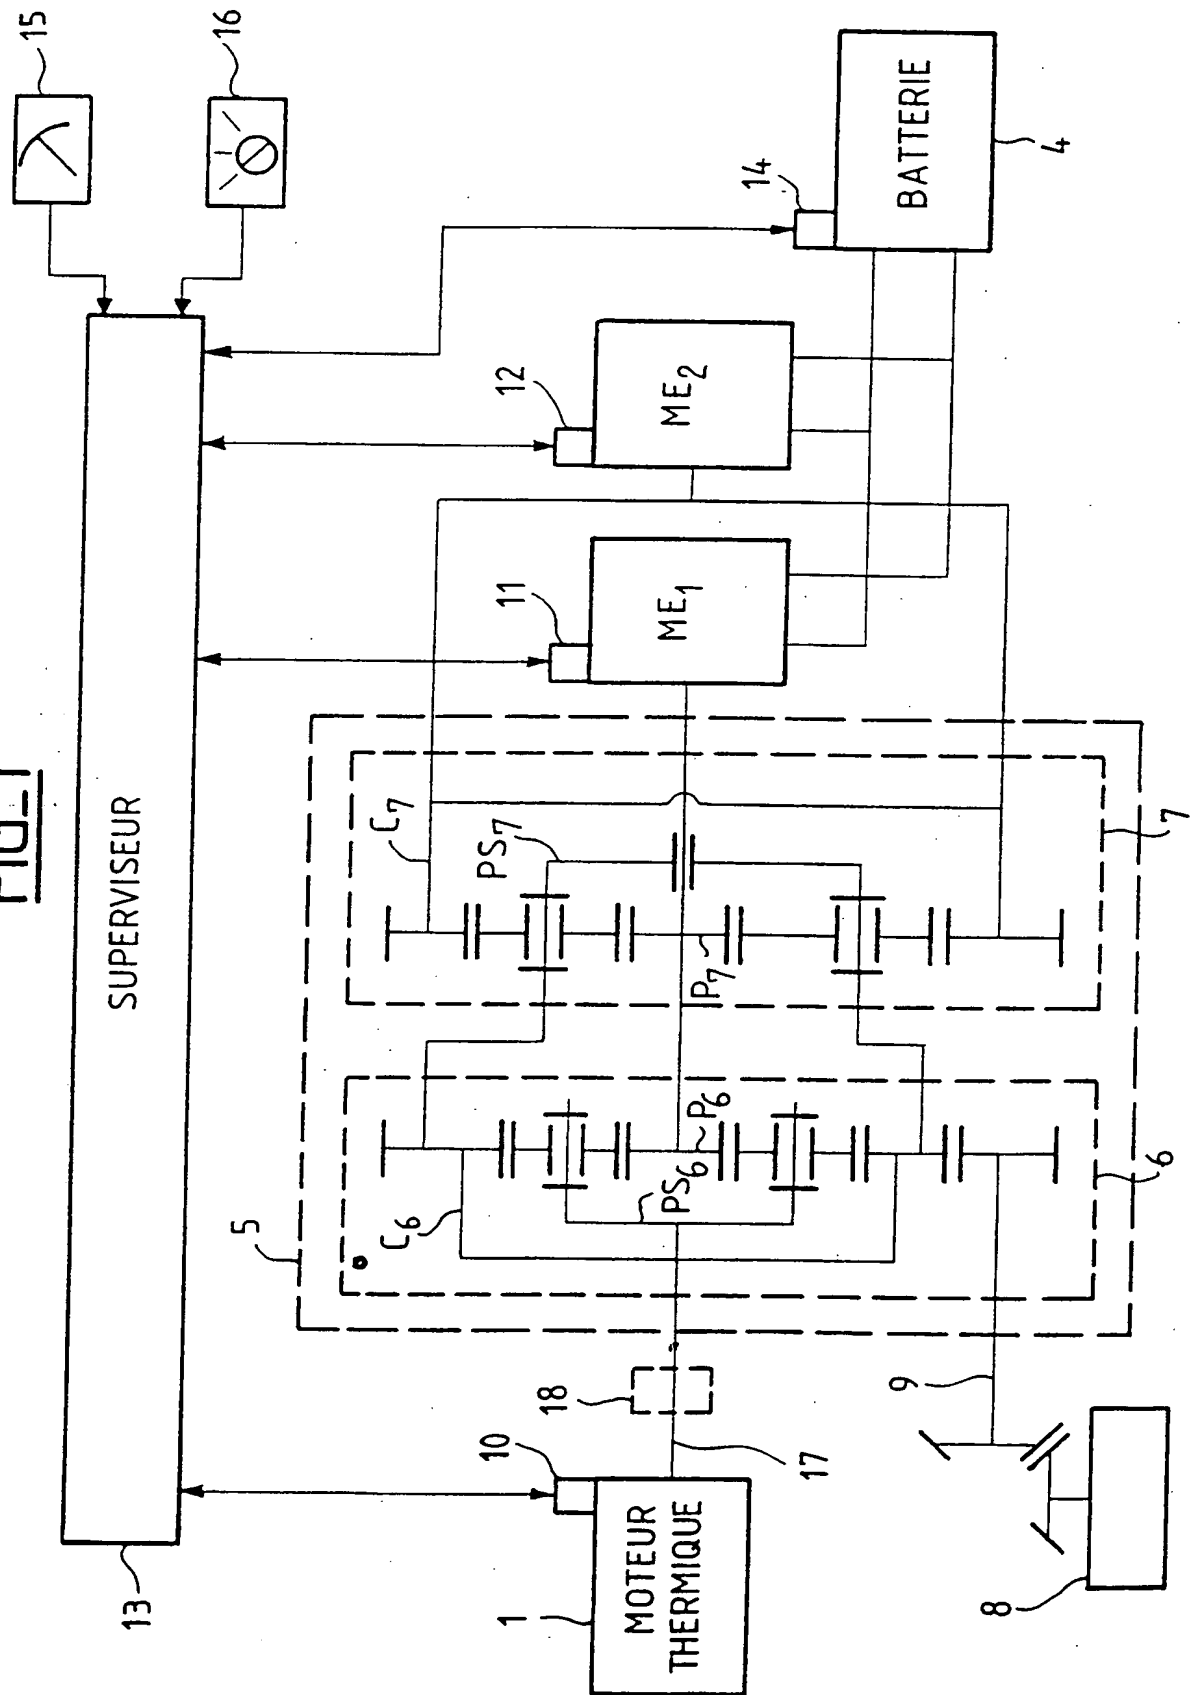 FIG_1
15
16
SUPERVISEUR
13
14
BATTERIE
4
12
ME2
11
ME1
C7
PS7
P7
7
5
C6
PS6
P6
6
18
17
10
MOTEUR
THERMIQUE
1
9
8